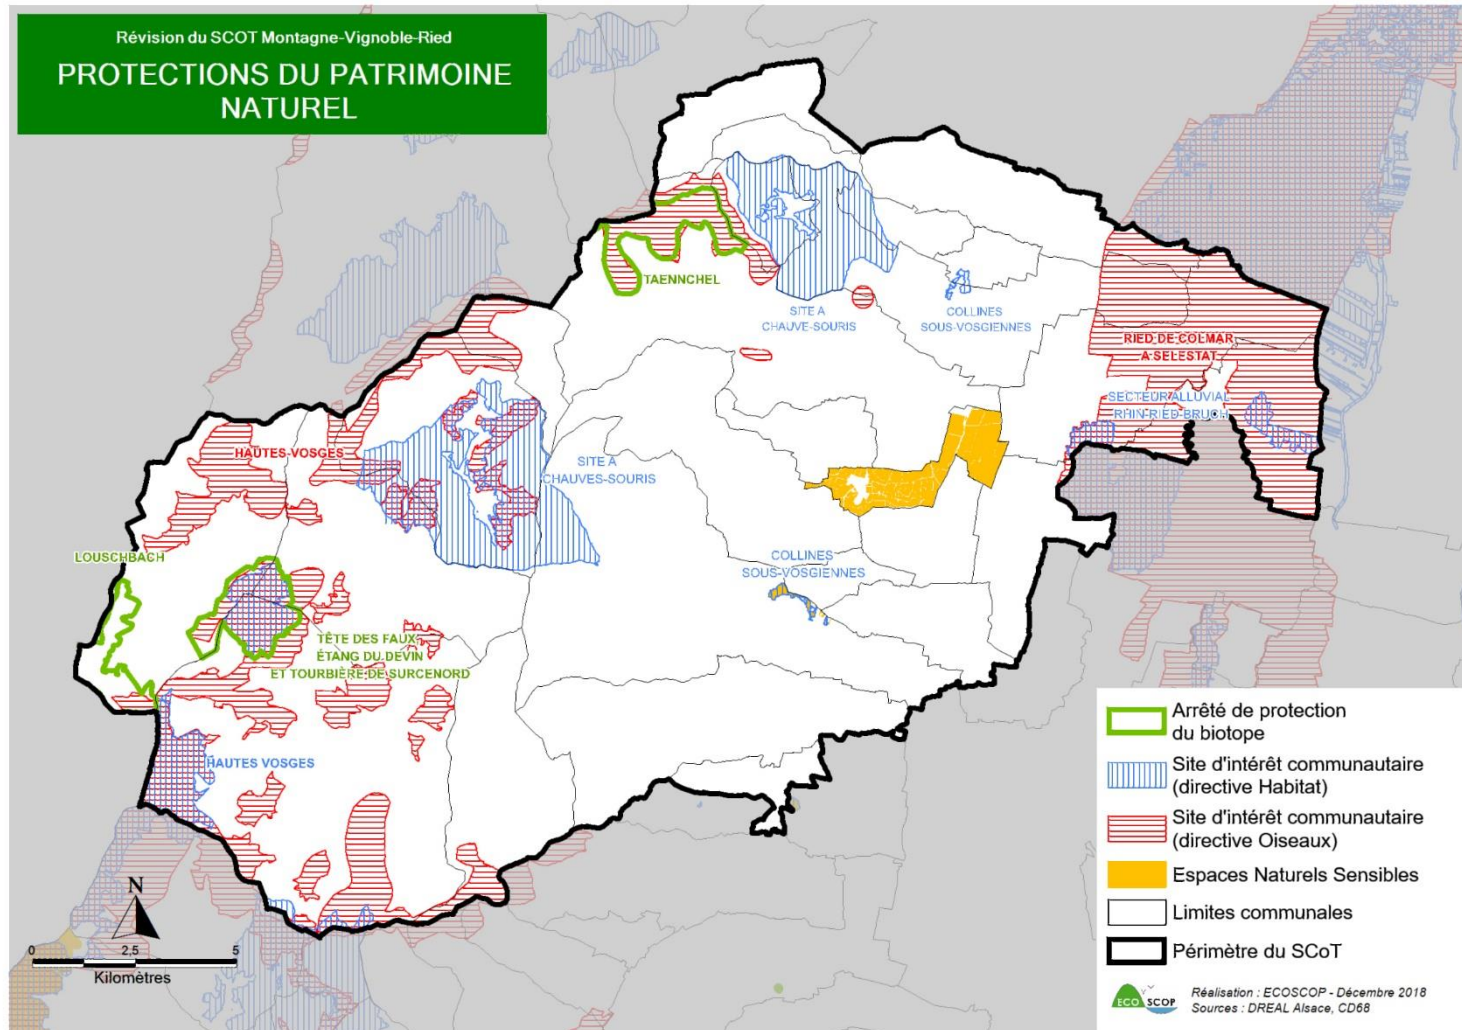 Révision du SCOT Montagne-Vignoble-Ried
PROTECTIONS DU PATRIMOINE
NATUREL
TAENNCHEL
SITE A
CHAUVE-SOURIS
COLLINES
SOUS-VOSGIENNES
RIED DE COLMAR
A SELESTAT
SECTEUR ALLUVIAL
RHIN-RIED-BRUCH
HAUTES-VOSGES
SITE A
CHAUVES-SOURIS
LOUSCHBACH
COLLINES
SOUS-VOSGIENNES
TÊTE DES FAUX
ÉTANG DU DEVIN
ET TOURBIÈRE DE SURCENORD
HAUTES VOSGES
N
0 2,5 5
Kilomètres
Arrêté de protection
du biotope
Site d'intérêt communautaire
(directive Habitat)
Site d'intérêt communautaire
(directive Oiseaux)
Espaces Naturels Sensibles
Limites communales
Périmètre du SCoT
ECO SCOP
Réalisation : ECOSCOP - Décembre 2018
Sources : DREAL Alsace, CD68